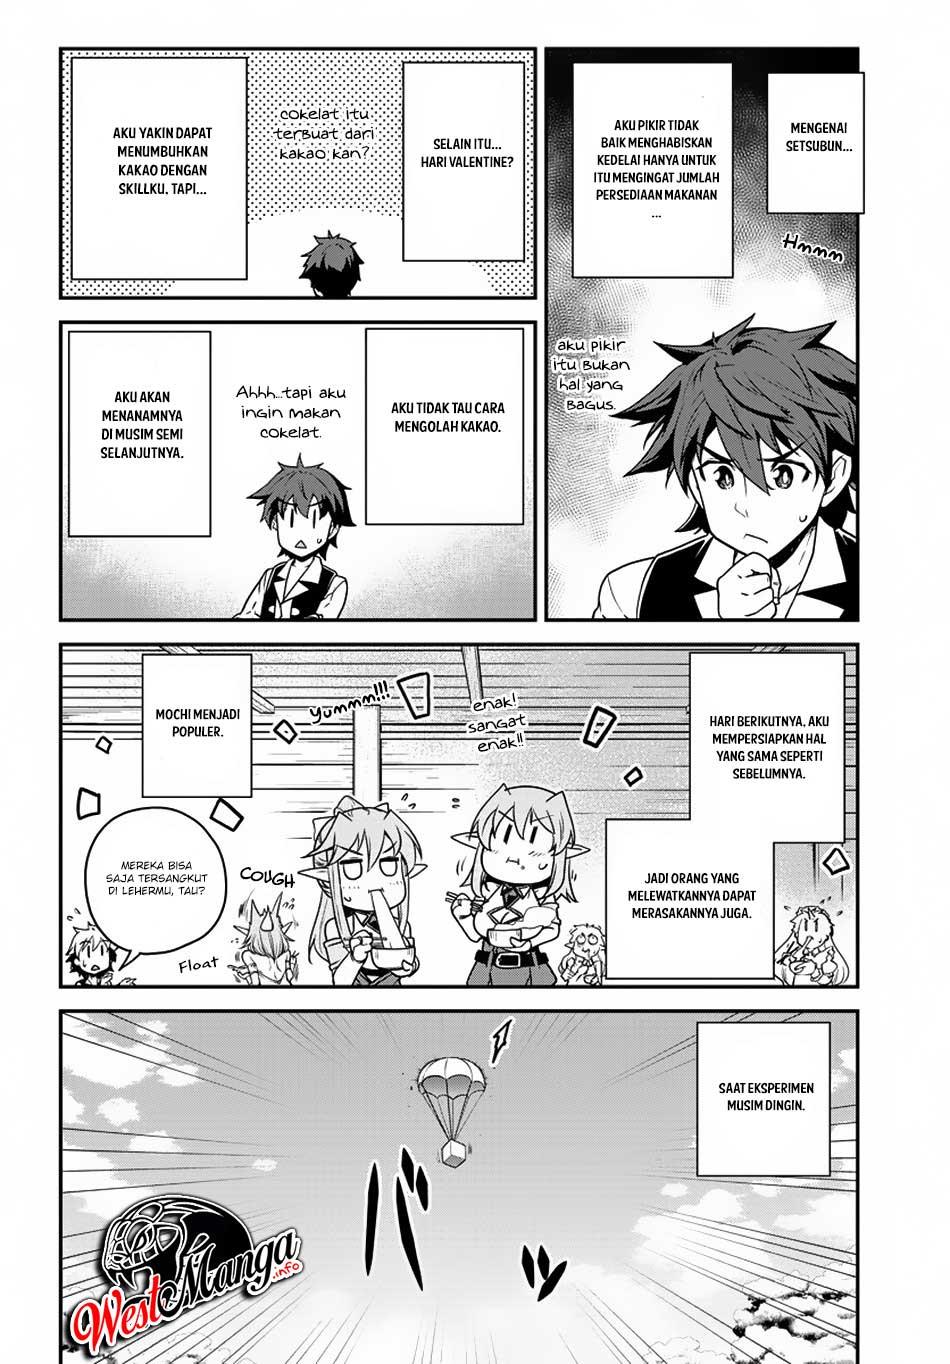 MENGENAI
SETSUBUN...
AKU PIKIR TIDAK
BAIK MENGHABISKAN
KEDELAI HANYA UNTUK
ITU MENGINGAT JUMLAH
PERSEDIAAN MAKANAN
...
Hmmm
aku pikir
itu bukan
hal yang
bagus.
SELAIN ITU...
HARI VALENTINE?
cokelat itu
terbuat dari
kakao kan?
AKU YAKIN DAPAT
MENUMBUHKAN
KAKAO DENGAN
SKILLKU, TAPI...
AKU TIDAK TAU CARA
MENGOLAH KAKAO.
Ahhh...tapi aku
ingin makan
cokelat.
AKU AKAN
MENANAMNYA
DI MUSIM SEMI
SELANJUTNYA.
HARI BERIKUTNYA, AKU
MEMPERSIAPKAN HAL
YANG SAMA SEPERTI
SEBELUMNYA.
JADI ORANG YANG
MELEWATKANNYA DAPAT
MERASAKANNYA JUGA.
enak!
sangat
enak!!
Yummm!!!
MOCHI MENJADI
POPULER.
COUGH
Float
MEREKA BISA
SAJA TERSANGKUT
DI LEHERMU, TAU?
SAAT EKSPERIMEN
MUSIM DINGIN.
バッ
WestManga
.info